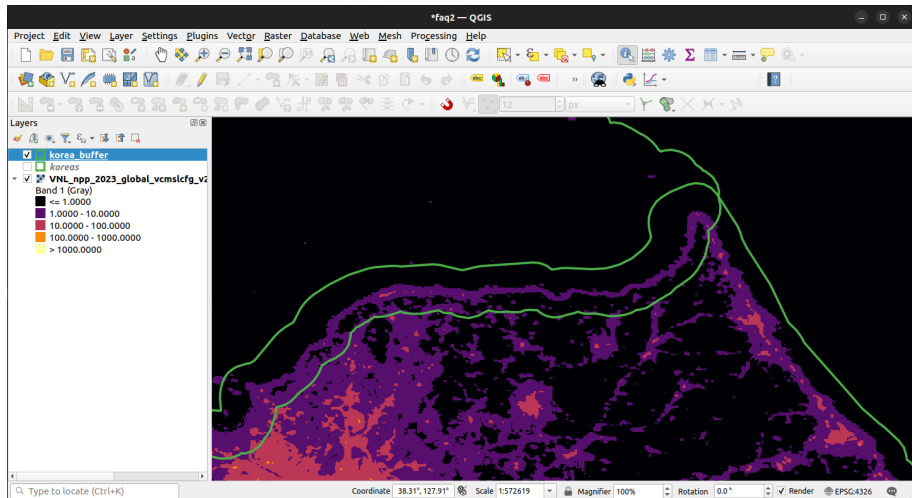 *faq2 — QGIS
Project Edit View Layer Settings Plugins Vector Raster Database Web Mesh Processing Help
abc abc abc »
12 px
Layers
korea_buffer
koreas
VNL_npp_2023_global_vcmslcfg_v2
Band 1 (Gray)
<= 1.0000
1.0000 - 10.0000
10.0000 - 100.0000
100.0000 - 1000.0000
> 1000.0000
Type to locate (Ctrl+K) Coordinate 38.31°, 127.91° Scale 1:572619 Magnifier 100% Rotation 0.0° Render EPSG:4326